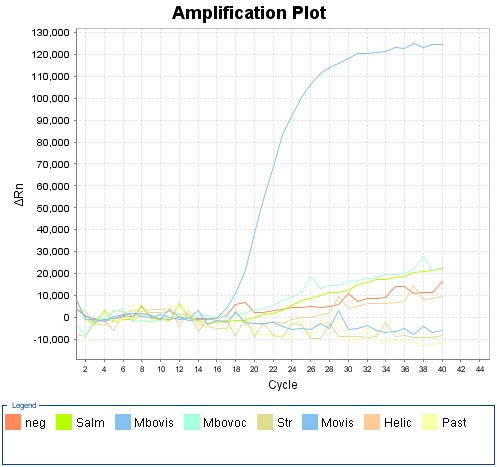 Amplification Plot
130,000
120,000
110,000
100,000
90,000
80,000
70,000
60,000
50,000
40,000
30,000
20,000
10,000
0
-10,000
ΔRn
2 4 6 8 10 12 14 16 18 20 22 24 26 28 30 32 34 36 38 40 42 44
Cycle
Legend
neg Salm Mbovis Mbovoc Str Movis Helic Past